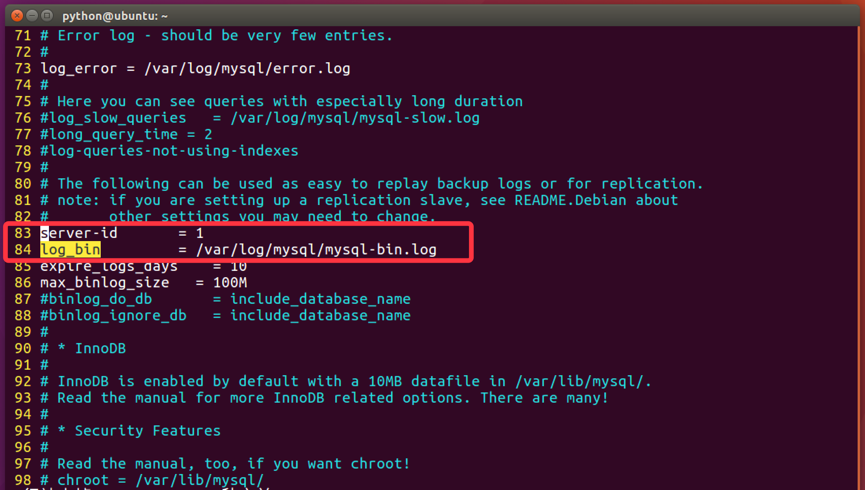 python@ubuntu: ~
71 # Error log - should be very few entries.
72 #
73 log_error = /var/log/mysql/error.log
74 #
75 # Here you can see queries with especially long duration
76 #log_slow_queries   = /var/log/mysql/mysql-slow.log
77 #long_query_time = 2
78 #log-queries-not-using-indexes
79 #
80 # The following can be used as easy to replay backup logs or for replication.
81 # note: if you are setting up a replication slave, see README.Debian about
82 #       other settings you may need to change.
83 server-id       = 1
84 log_bin         = /var/log/mysql/mysql-bin.log
85 expire_logs_days    = 10
86 max_binlog_size   = 100M
87 #binlog_do_db       = include_database_name
88 #binlog_ignore_db   = include_database_name
89 #
90 # * InnoDB
91 #
92 # InnoDB is enabled by default with a 10MB datafile in /var/lib/mysql/.
93 # Read the manual for more InnoDB related options. There are many!
94 #
95 # * Security Features
96 #
97 # Read the manual, too, if you want chroot!
98 # chroot = /var/lib/mysql/